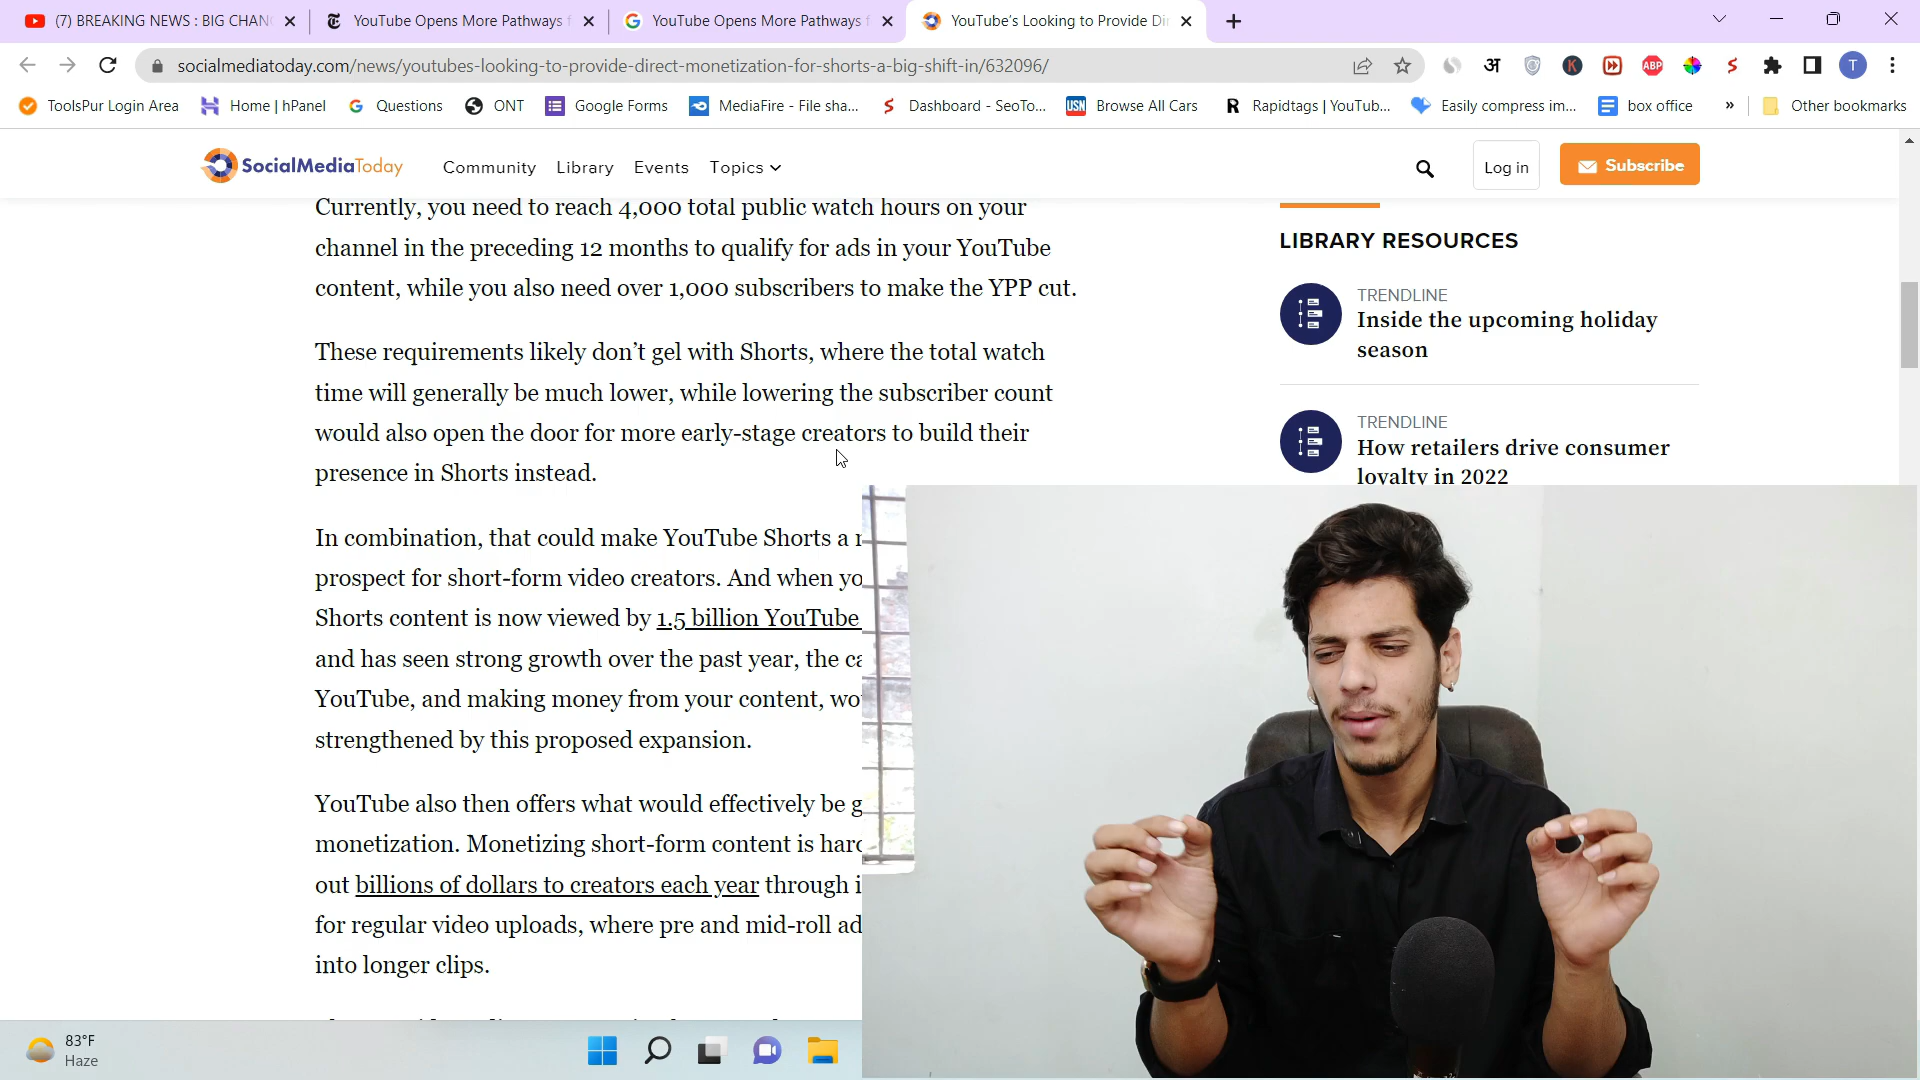 (7) BREAKING NEWS : BIG CHAN
YouTube Opens More Pathways f
YouTube Opens More Pathways f
YouTube's Looking to Provide Di
socialmediatoday.com/news/youtubes-looking-to-provide-direct-monetization-for-shorts-a-big-shift-in/632096/
ToolsPur Login Area
Home | hPanel
Questions
ONT
Google Forms
MediaFire - File sha...
Dashboard - SeoTo...
Browse All Cars
Rapidtags | YouTub...
Easily compress im...
box office
»
Other bookmarks
SocialMediaToday
Community
Library
Events
Topics
Log in
Subscribe
Currently, you need to reach 4,000 total public watch hours on your
channel in the preceding 12 months to qualify for ads in your YouTube
content, while you also need over 1,000 subscribers to make the YPP cut.
These requirements likely don’t gel with Shorts, where the total watch
time will generally be much lower, while lowering the subscriber count
would also open the door for more early-stage creators to build their
presence in Shorts instead.
In combination, that could make YouTube Shorts a
prospect for short-form video creators. And when yo
Shorts content is now viewed by 1.5 billion YouTube
and has seen strong growth over the past year, the ca
YouTube, and making money from your content, wo
strengthened by this proposed expansion.
YouTube also then offers what would effectively be g
monetization. Monetizing short-form content is hard
out billions of dollars to creators each year through i
for regular video uploads, where pre and mid-roll ad
into longer clips.
LIBRARY RESOURCES
TRENDLINE
Inside the upcoming holiday
season
TRENDLINE
How retailers drive consumer
loyalty in 2022
83°F
Haze
अ
K
ABP
T
USN